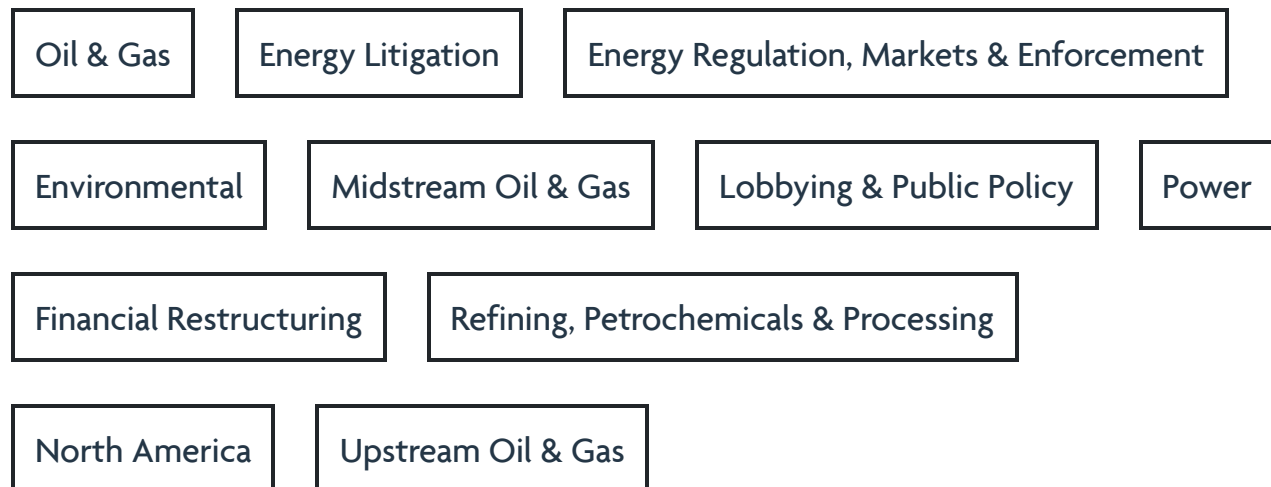 Oil & Gas Energy Litigation Energy Regulation, Markets & Enforcement
Environmental Midstream Oil & Gas Lobbying & Public Policy Power
Financial Restructuring Refining, Petrochemicals & Processing
North America Upstream Oil & Gas